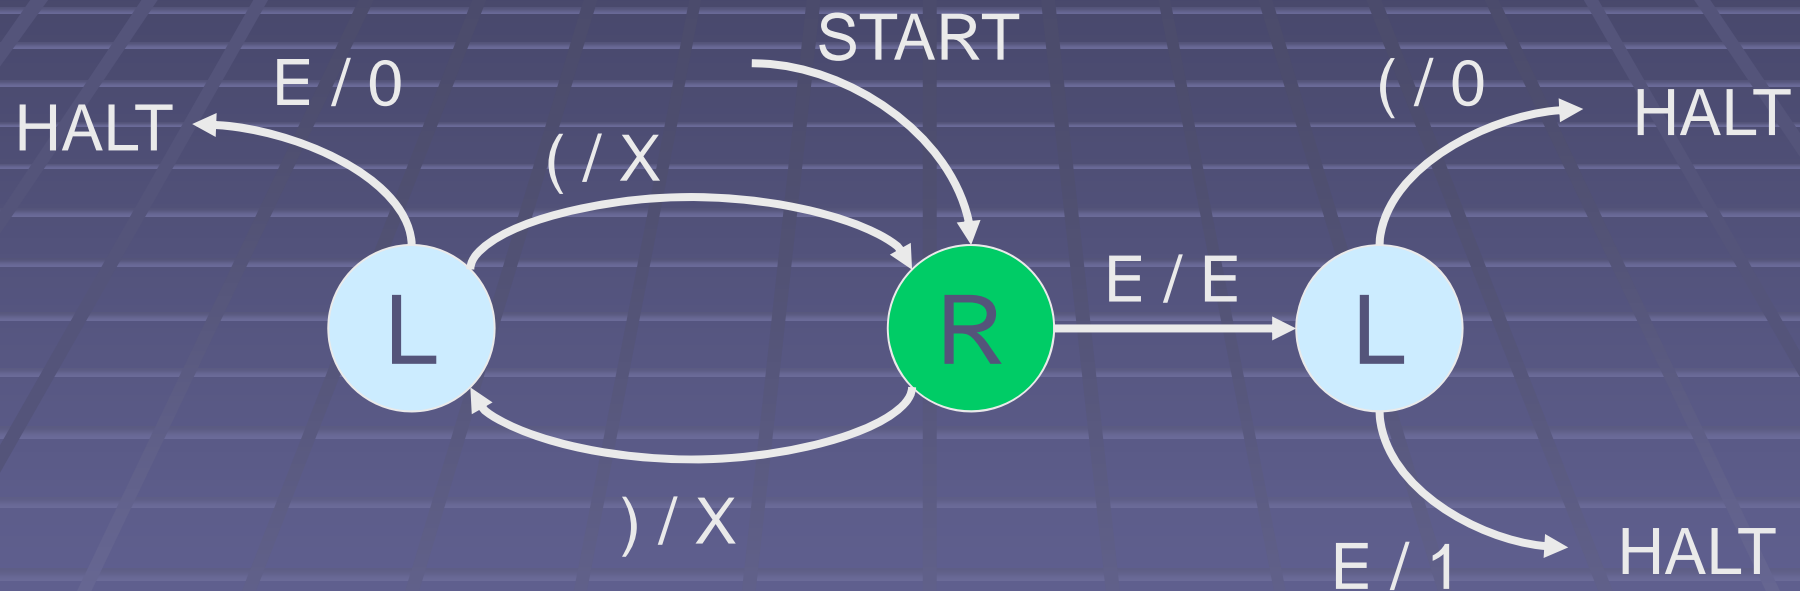 START
E / 0
( / 0
HALT
HALT
( / X
E / E
L
R
L
) / X
HALT
E / 1